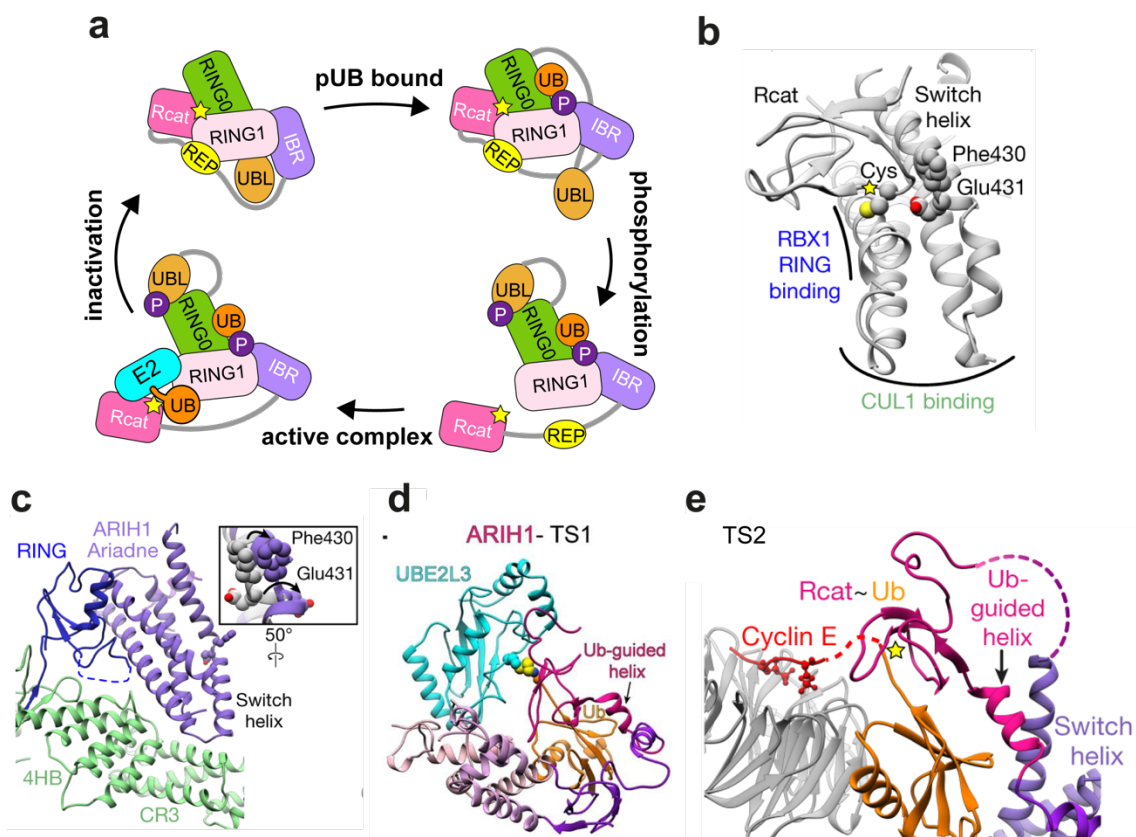 a
pUB bound
RING0
Rcat
RING1
IBR
REP
UBL
RING0
UB
P
Rcat
RING1
IBR
REP
UBL
phosphorylation
inactivation
UBL
P
RING0
UB
P
E2
RING1
IBR
Rcat
UB
UBL
P
RING0
UB
P
RING1
IBR
Rcat
REP
active complex
b
Rcat
Switch
helix
Phe430
Cys
Glu431
RBX1
RING
binding
CUL1 binding
c
ARIH1
Ariadne
RING
Phe430
Glu431
50°
Switch
helix
4HB
CR3
d
ARIH1- TS1
UBE2L3
Ub-guided
helix
Ub
e
TS2
Rcat~Ub
Ub-
guided
helix
Cyclin E
Switch
helix